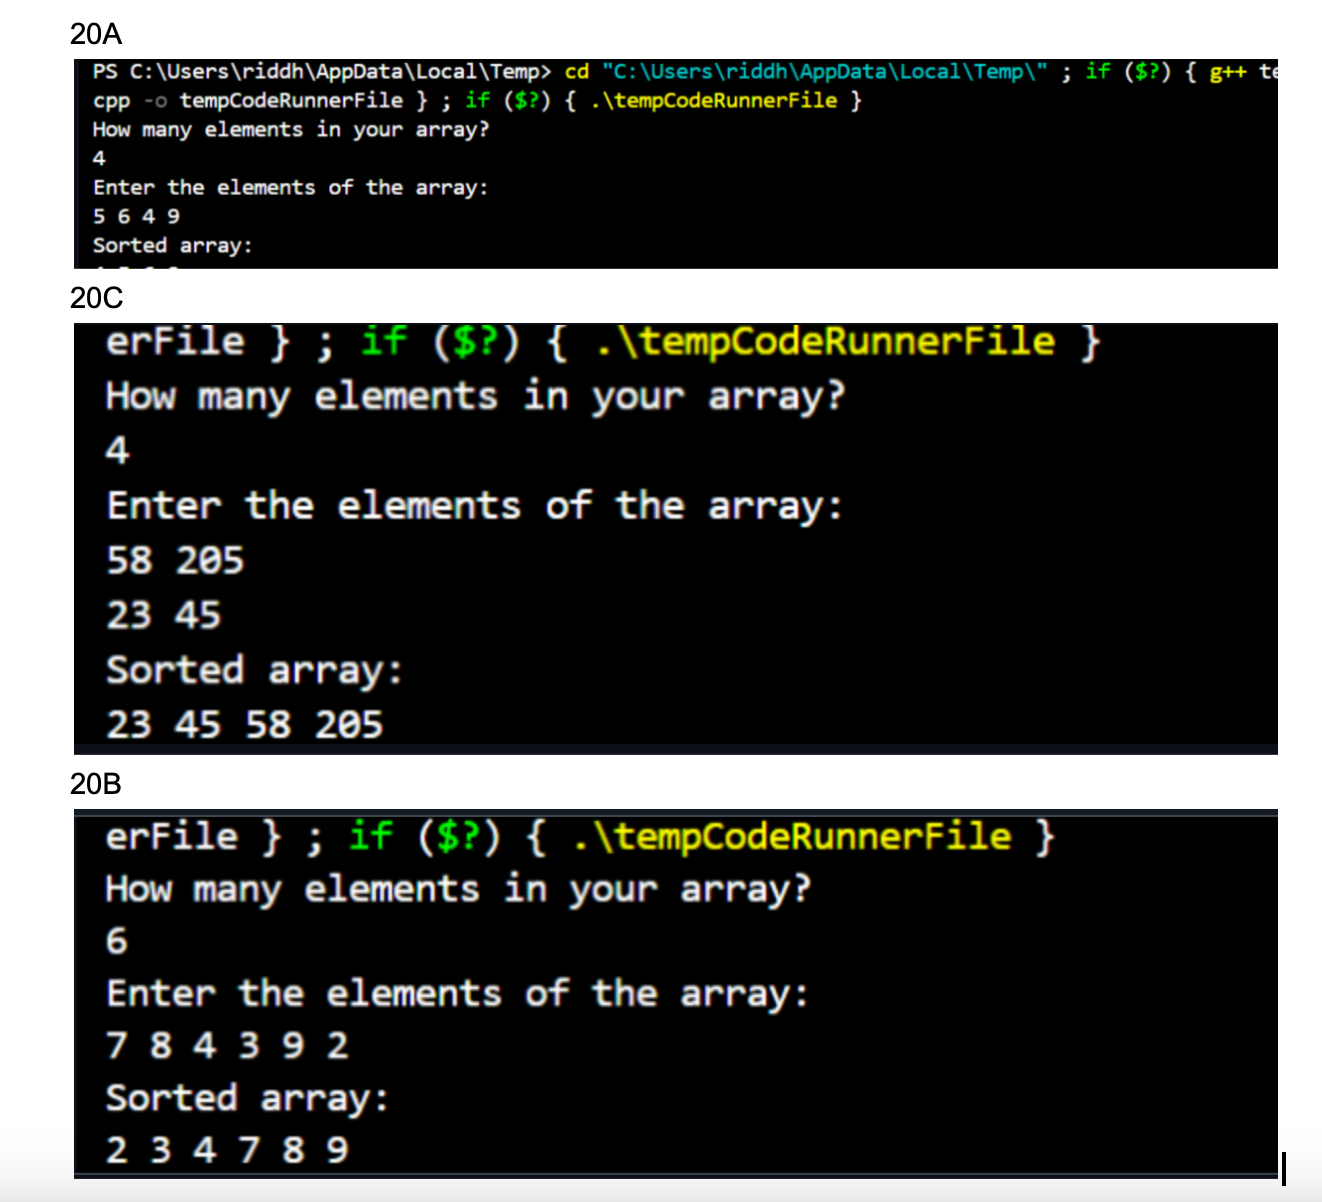 20A
PS C:\Users\riddh\AppData\Local\Temp> cd "C:\Users\riddh\AppData\Local\Temp\" ; if ($?) { g++ te
cpp -o tempCodeRunnerFile } ; if ($?) { .\tempCodeRunnerFile }
How many elements in your array?
4
Enter the elements of the array:
5 6 4 9
Sorted array:
20C
erFile } ; if ($?) { .\tempCodeRunnerFile }
How many elements in your array?
4
Enter the elements of the array:
58 205
23 45
Sorted array:
23 45 58 205
20B
erFile } ; if ($?) { .\tempCodeRunnerFile }
How many elements in your array?
6
Enter the elements of the array:
7 8 4 3 9 2
Sorted array:
2 3 4 7 8 9